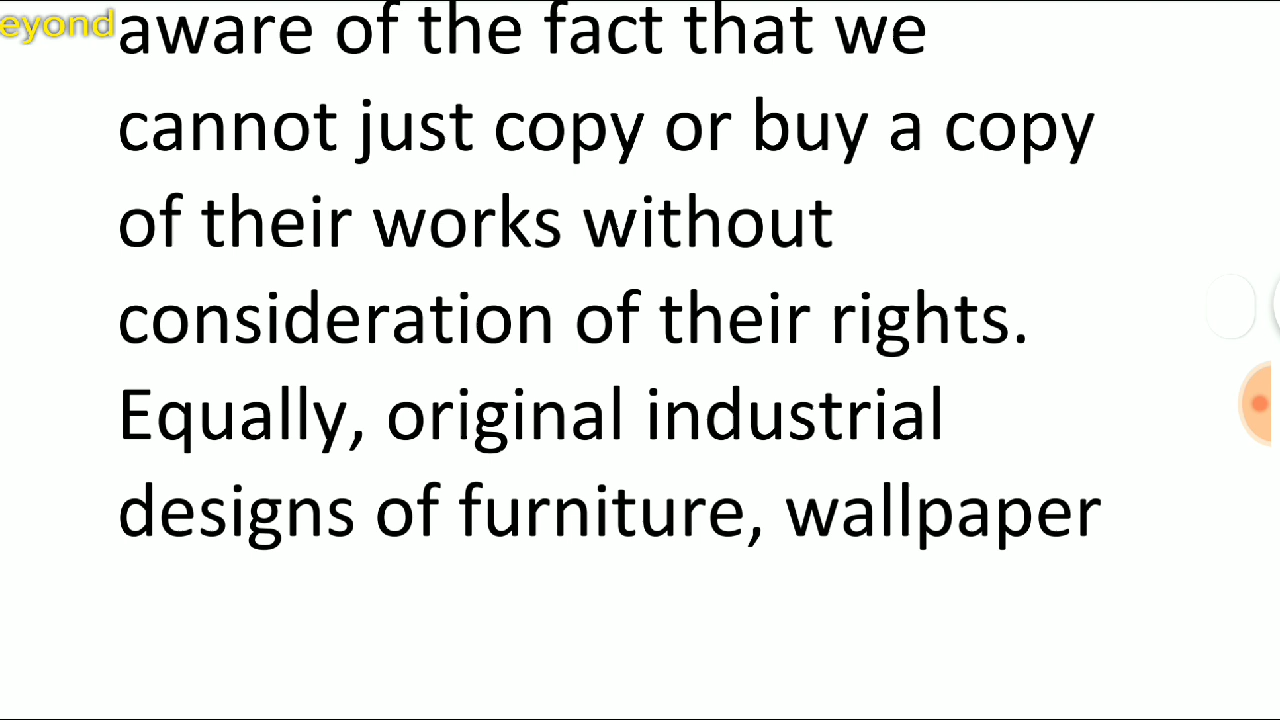 eyond
aware of the fact that we
cannot just copy or buy a copy
of their works without
consideration of their rights.
Equally, original industrial
designs of furniture, wallpaper